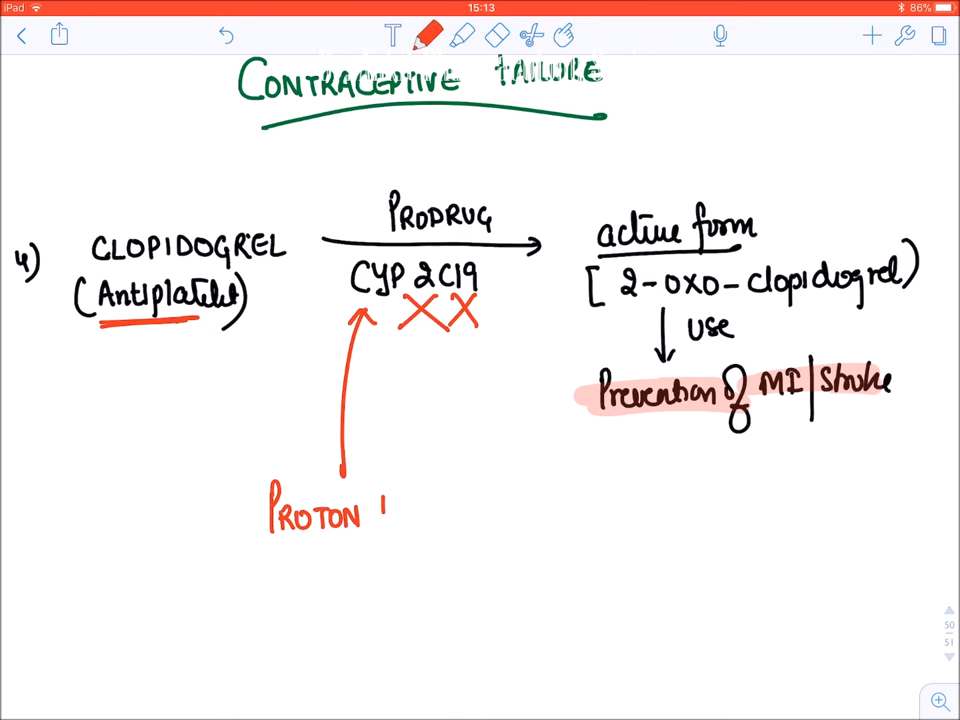 iPad 15:13 86%
T
CONTRACEPTIVE FAILURE
4) CLOPIDOGREL PRODRUG active form
(Antiplatelet) CYP 2C19 [2-OXO-clopidogrel)
XX use
Prevention of MI|Stroke
PROTON
50
51